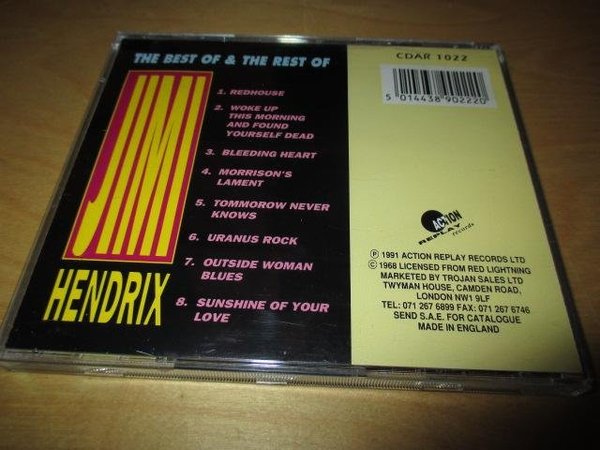 THE BEST OF & THE REST OF
JIMI
HENDRIX
1. REDHOUSE
2. WOKE UP
THIS MORNING
AND FOUND
YOURSELF DEAD
3. BLEEDING HEART
4. MORRISON'S
LAMENT
5. TOMMOROW NEVER
KNOWS
6. URANUS ROCK
7. OUTSIDE WOMAN
BLUES
8. SUNSHINE OF YOUR
LOVE
CDAR 1022
5 014438 902220
ACTION
REPLAY
records
Ⓟ 1991 ACTION REPLAY RECORDS LTD
© 1968 LICENSED FROM RED LIGHTNING
MARKETED BY TROJAN SALES LTD
TWYMAN HOUSE, CAMDEN ROAD,
LONDON NW1 9LF
TEL: 071 267 6899 FAX: 071 267 6746
SEND S.A.E. FOR CATALOGUE
MADE IN ENGLAND